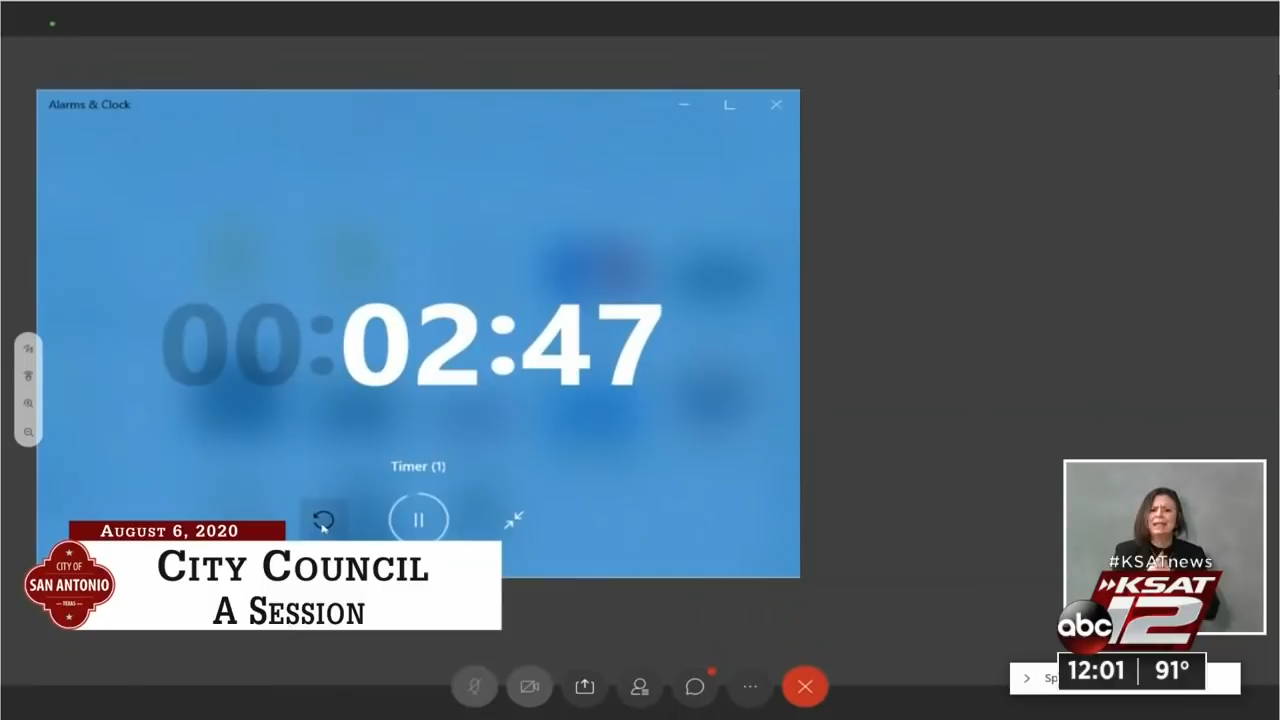 Alarms & Clock
00:02:47
Timer (1)
AUGUST 6, 2020
CITY OF
SAN ANTONIO
TEXAS
CITY COUNCIL
A SESSION
#KSATnews
KSAT
abc 12
12:01 91°
Sp